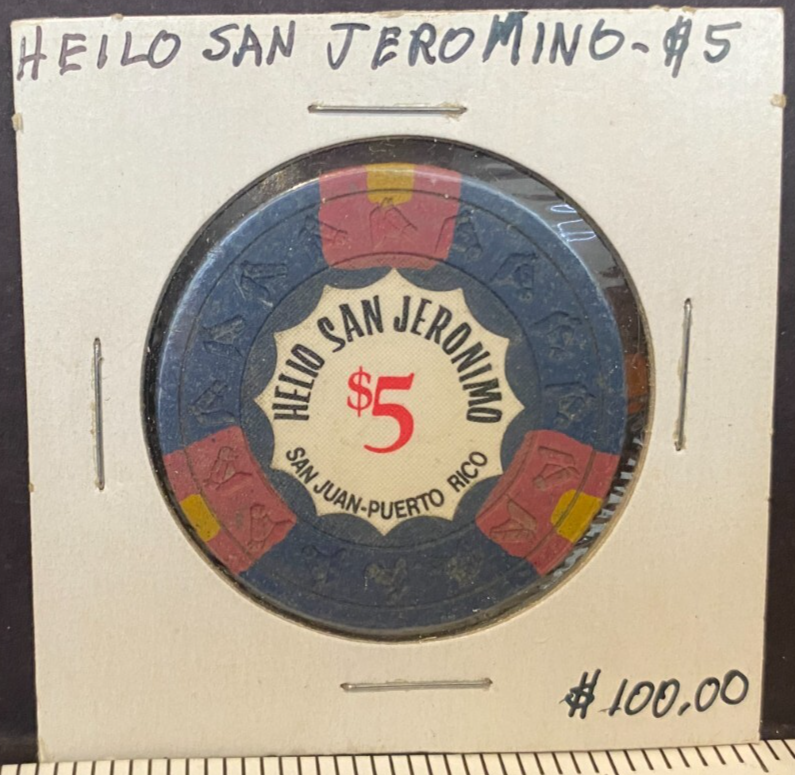 HEILO SAN JEROMINO-$5
HELIO SAN JERONIMO
$5
SAN JUAN-PUERTO RICO
$100.00